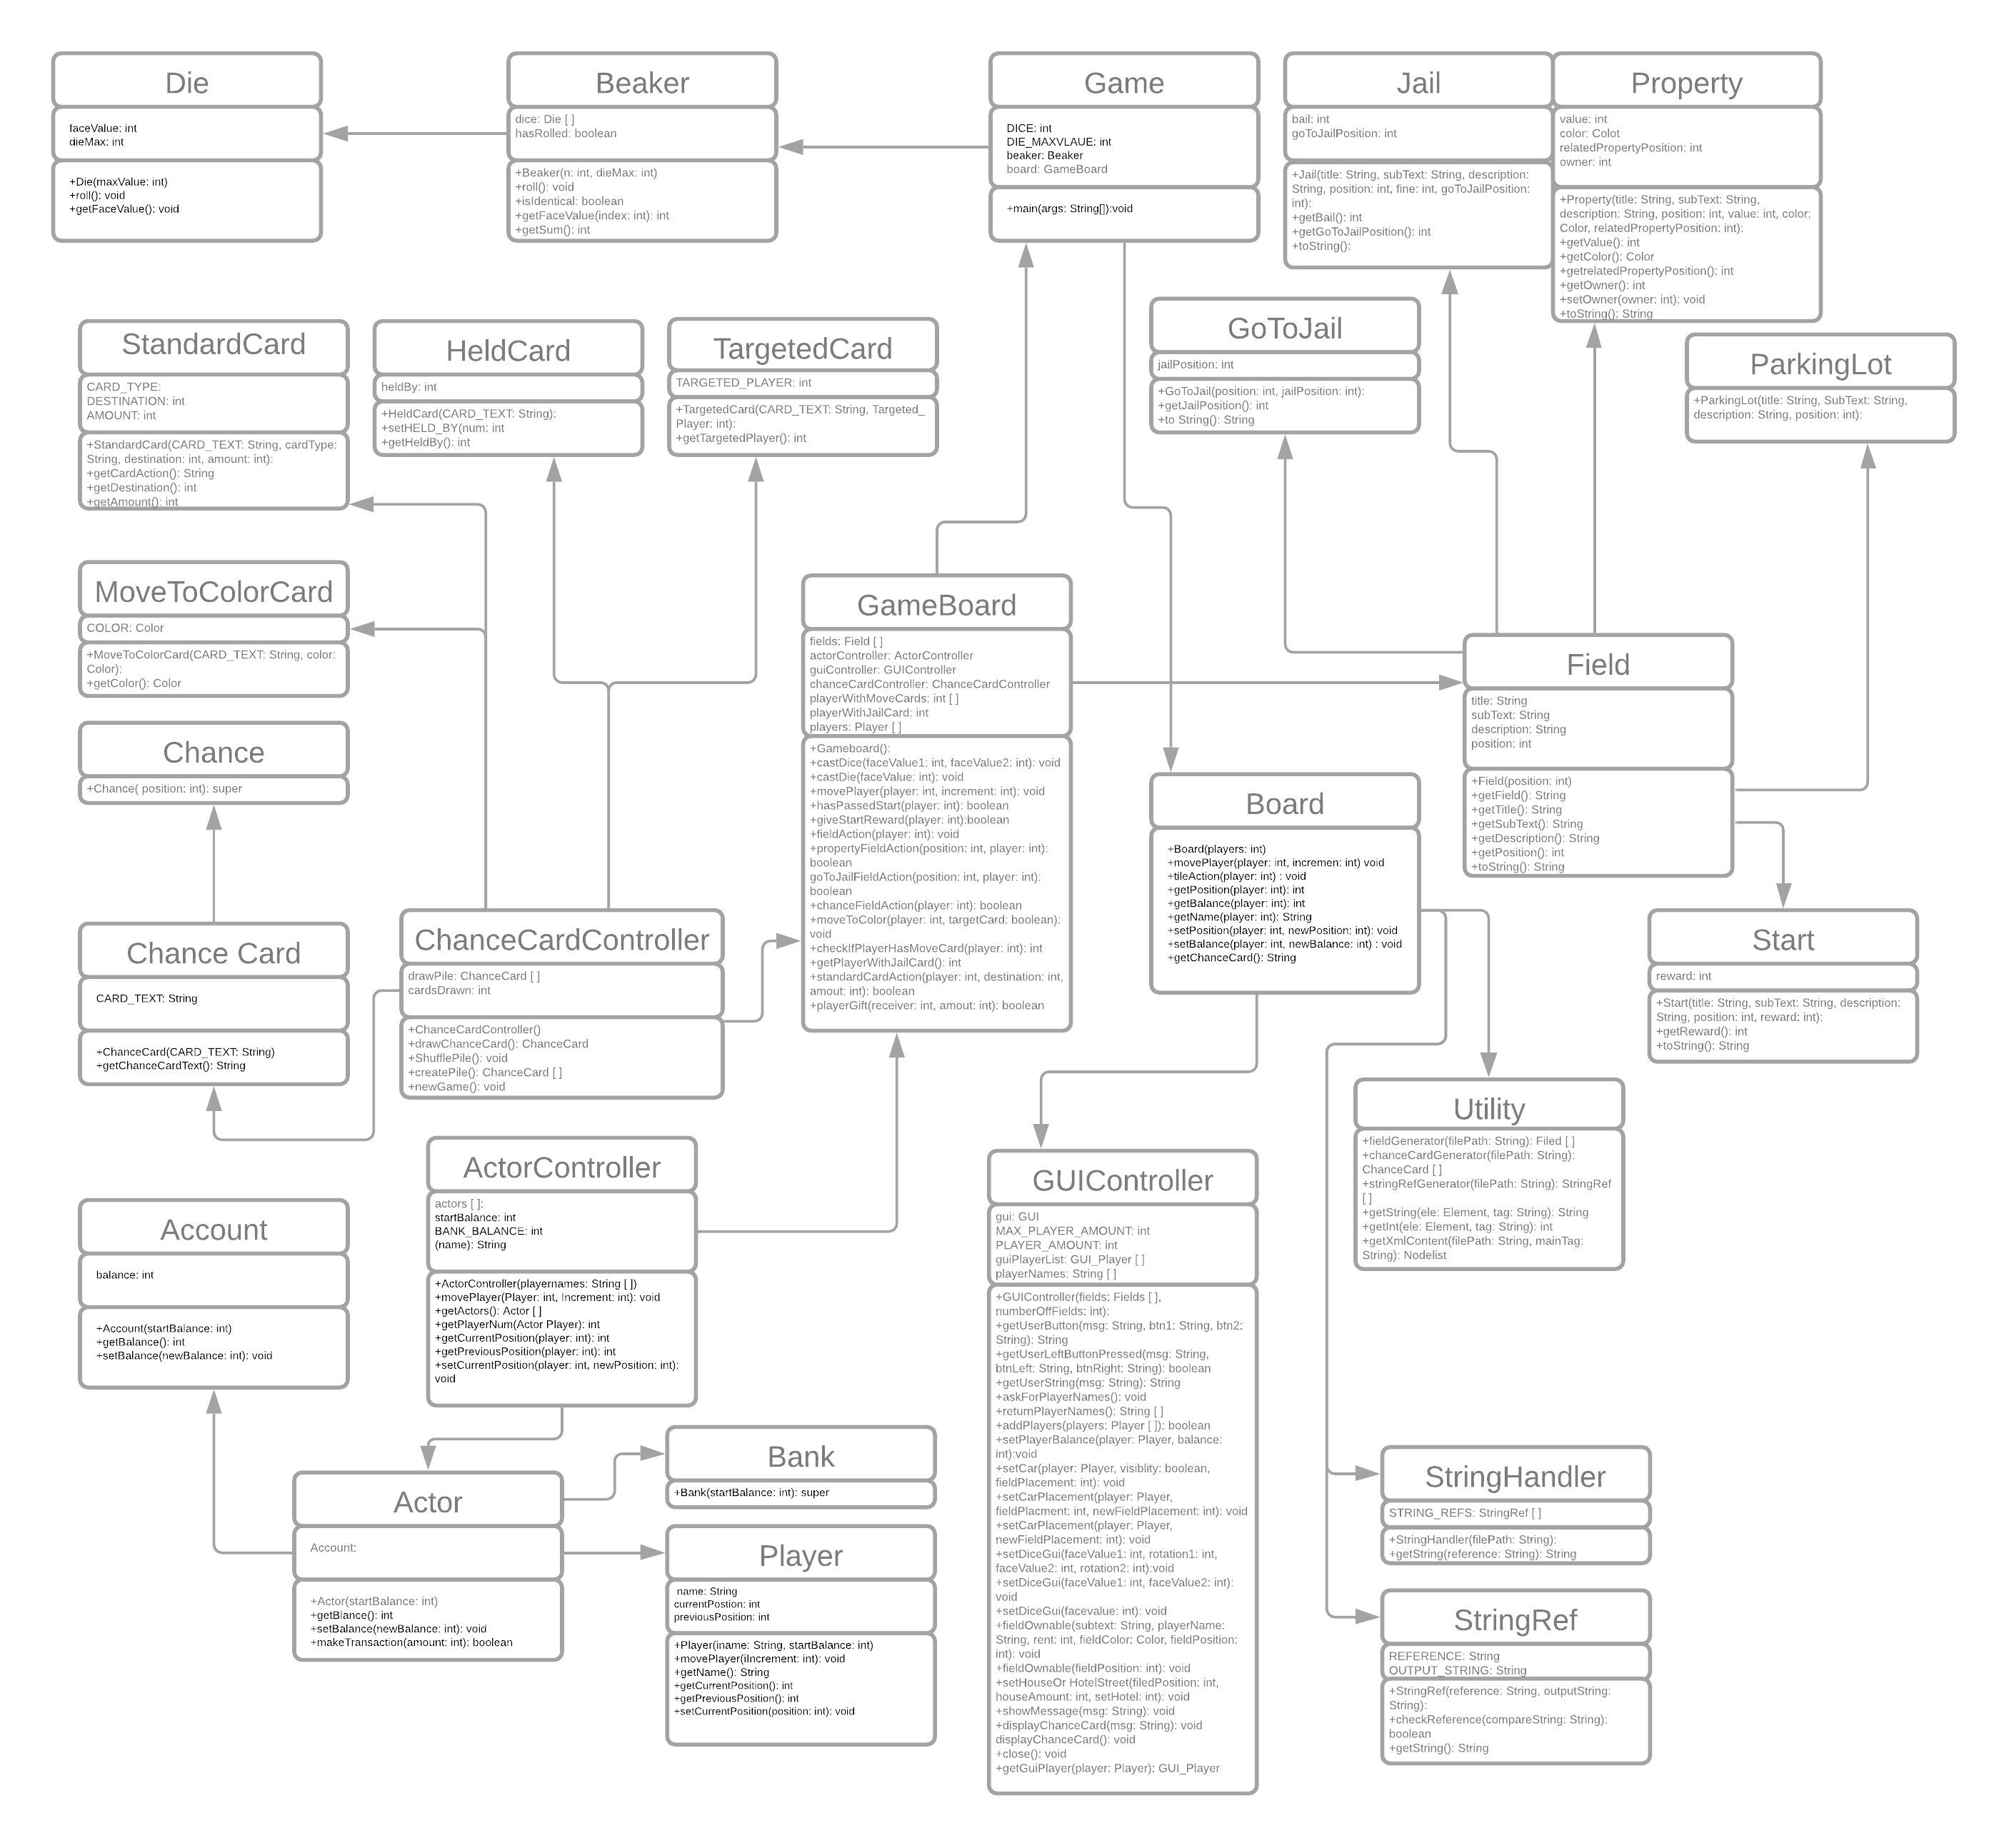 Die
faceValue: int
dieMax: int
+Die(maxValue: int)
+roll(): void
+getFaceValue(): void
Beaker
dice: Die [ ]
hasRolled: boolean
+Beaker(n: int, dieMax: int)
+roll(): void
+isIdentical: boolean
+getFaceValue(index: int): int
+getSum(): int
Game
DICE: int
DIE_MAXVLAUE: int
beaker: Beaker
board: GameBoard
+main(args: String[]):void
Jail
bail: int
goToJailPosition: int
+Jail(title: String, subText: String, description:
String, position: int, fine: int, goToJailPosition:
int):
+getBail(): int
+getGoToJailPosition(): int
+toString():
Property
value: int
color: Colot
relatedPropertyPosition: int
owner: int
+Property(title: String, subText: String,
description: String, position: int, value: int, color:
Color, relatedPropertyPosition: int):
+getValue(): int
+getColor(): Color
+getrelatedPropertyPosition(): int
+getOwner(): int
+setOwner(owner: int): void
+toString(): String
StandardCard
CARD_TYPE:
DESTINATION: int
AMOUNT: int
+StandardCard(CARD_TEXT: String, cardType:
String, destination: int, amount: int):
+getCardAction(): String
+getDestination(): int
+getAmount(): int
HeldCard
heldBy: int
+HeldCard(CARD_TEXT: String):
+setHELD_BY(num: int
+getHeldBy(): int
TargetedCard
TARGETED_PLAYER: int
+TargetedCard(CARD_TEXT: String, Targeted_
Player: int):
+getTargetedPlayer(): int
GoToJail
jailPosition: int
+GoToJail(position: int, jailPosition: int):
+getJailPosition(): int
+to String(): String
ParkingLot
+ParkingLot(title: String, SubText: String,
description: String, position: int):
MoveToColorCard
COLOR: Color
+MoveToColorCard(CARD_TEXT: String, color:
Color):
+getColor(): Color
GameBoard
fields: Field [ ]
actorController: ActorController
guiController: GUIController
chanceCardController: ChanceCardController
playerWithMoveCards: int [ ]
playerWithJailCard: int
players: Player [ ]
+Gameboard():
+castDice(faceValue1: int, faceValue2: int): void
+castDie(faceValue: int): void
+movePlayer(player: int, increment: int): void
+hasPassedStart(player: int): boolean
+giveStartReward(player: int):boolean
+fieldAction(player: int): void
+propertyFieldAction(position: int, player: int):
boolean
goToJailFieldAction(position: int, player: int):
boolean
+chanceFieldAction(player: int): boolean
+moveToColor(player: int, targetCard: boolean):
void
+checkIfPlayerHasMoveCard(player: int): int
+getPlayerWithJailCard(): int
+standardCardAction(player: int, destination: int,
amout: int): boolean
+playerGift(receiver: int, amout: int): boolean
Field
title: String
subText: String
description: String
position: int
+Field(position: int)
+getField(): String
+getTitle(): String
+getSubText(): String
+getDescription(): String
+getPosition(): int
+toString(): String
Chance
+Chance( position: int): super
Board
+Board(players: int)
+movePlayer(player: int, incremen: int) void
+tileAction(player: int) : void
+getPosition(player: int): int
+getBalance(player: int): int
+getName(player: int): String
+setPosition(player: int, newPosition: int): void
+setBalance(player: int, newBalance: int) : void
+getChanceCard(): String
Chance Card
CARD_TEXT: String
+ChanceCard(CARD_TEXT: String)
+getChanceCardText(): String
ChanceCardController
drawPile: ChanceCard [ ]
cardsDrawn: int
+ChanceCardController()
+drawChanceCard(): ChanceCard
+ShufflePile(): void
+createPile(): ChanceCard [ ]
+newGame(): void
Start
reward: int
+Start(title: String, subText: String, description:
String, position: int, reward: int):
+getReward(): int
+toString(): String
Utility
+fieldGenerator(filePath: String): Filed [ ]
+chanceCardGenerator(filePath: String):
ChanceCard [ ]
+stringRefGenerator(filePath: String): StringRef
[ ]
+getString(ele: Element, tag: String): String
+getInt(ele: Element, tag: String): int
+getXmlContent(filePath: String, mainTag:
String): Nodelist
ActorController
actors [ ]:
startBalance: int
BANK_BALANCE: int
(name): String
+ActorController(playernames: String [ ])
+movePlayer(Player: int, Increment: int): void
+getActors(): Actor [ ]
+getPlayerNum(Actor Player): int
+getCurrentPosition(player: int): int
+getPreviousPosition(player: int): int
+setCurrentPosition(player: int, newPosition: int):
void
GUIController
gui: GUI
MAX_PLAYER_AMOUNT: int
PLAYER_AMOUNT: int
guiPlayerList: GUI_Player [ ]
playerNames: String [ ]
+GUIController(fields: Fields [ ],
numberOffFields: int):
+getUserButton(msg: String, btn1: String, btn2:
String): String
+getUserLeftButtonPressed(msg: String,
btnLeft: String, btnRight: String): boolean
+getUserString(msg: String): String
+askForPlayerNames(): void
+returnPlayerNames(): String [ ]
+addPlayers(players: Player [ ]): boolean
+setPlayerBalance(player: Player, balance:
int):void
+setCar(player: Player, visiblity: boolean,
fieldPlacement: int): void
+setCarPlacement(player: Player,
fieldPlacment: int, newFieldPlacement: int): void
+setCarPlacement(player: Player,
newFieldPlacement: int): void
+setDiceGui(faceValue1: int, rotation1: int,
faceValue2: int, rotation2: int):void
+setDiceGui(faceValue1: int, faceValue2: int):
void
+setDiceGui(facevalue: int): void
+fieldOwnable(subtext: String, playerName:
String, rent: int, fieldColor: Color, fieldPosition:
int): void
+fieldOwnable(fieldPosition: int): void
+setHouseOr HotelStreet(filedPosition: int,
houseAmount: int, setHotel: int): void
+showMessage(msg: String): void
+displayChanceCard(msg: String): void
displayChanceCard(): void
+close(): void
+getGuiPlayer(player: Player): GUI_Player
Account
balance: int
+Account(startBalance: int)
+getBalance(): int
+setBalance(newBalance: int): void
Bank
+Bank(startBalance: int): super
Actor
Account:
+Actor(startBalance: int)
+getBlance(): int
+setBalance(newBalance: int): void
+makeTransaction(amount: int): boolean
Player
name: String
currentPostion: int
previousPosition: int
+Player(iname: String, startBalance: int)
+movePlayer(iIncrement: int): void
+getName(): String
+getCurrentPosition(): int
+getPreviousPosition(): int
+setCurrentPosition(position: int): void
StringHandler
STRING_REFS: StringRef [ ]
+StringHandler(filePath: String):
+getString(reference: String): String
StringRef
REFERENCE: String
OUTPUT_STRING: String
+StringRef(reference: String, outputString:
String):
+checkReference(compareString: String):
boolean
+getString(): String